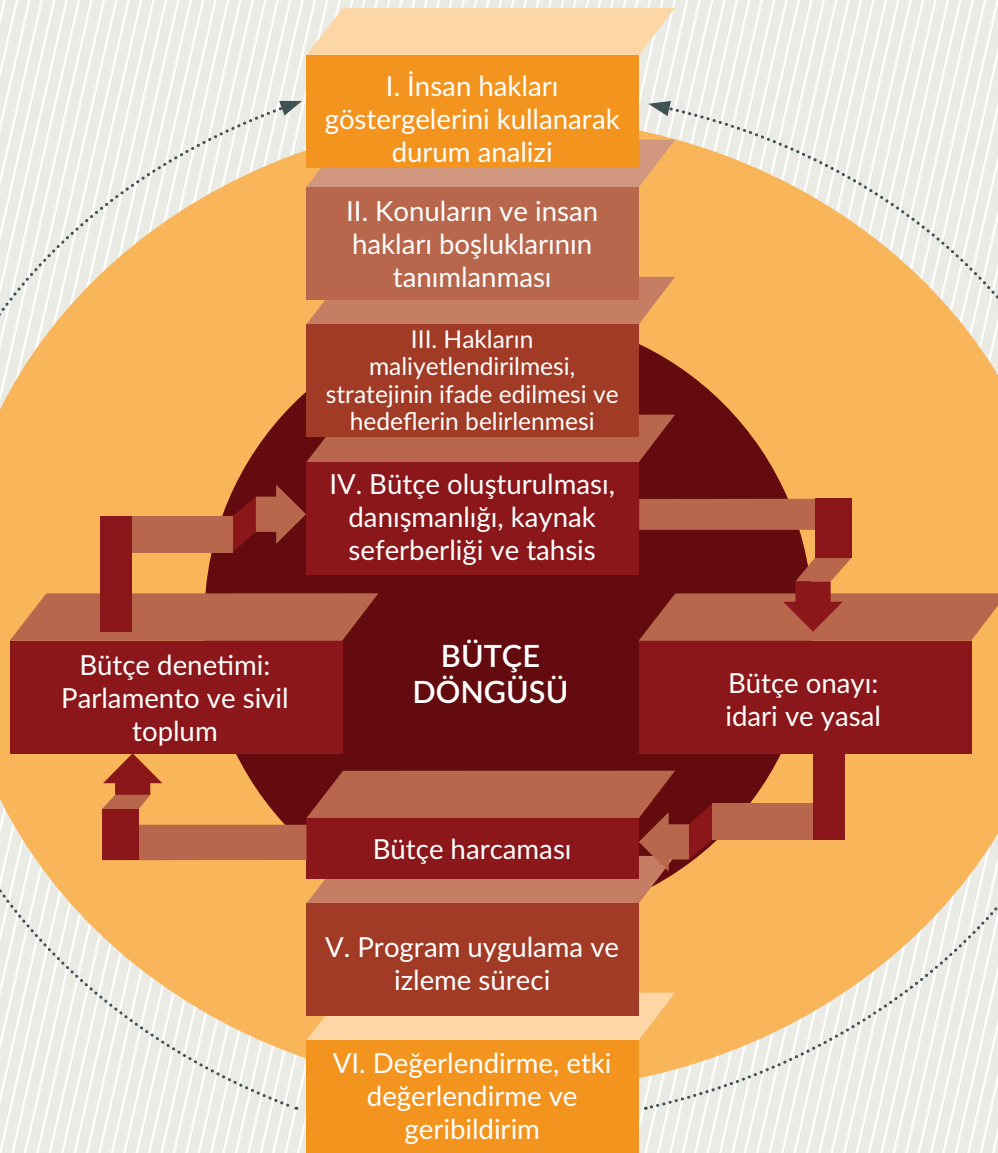 I. İnsan hakları
göstergelerini kullanarak
durum analizi
II. Konuların ve insan
hakları boşluklarının
tanımlanması
III. Hakların
maliyetlendirilmesi,
stratejinin ifade edilmesi ve
hedeflerin belirlenmesi
IV. Bütçe oluşturulması,
danışmanlığı, kaynak
seferberliği ve tahsis
Bütçe denetimi:
Parlamento ve sivil
toplum
BÜTÇE
DÖNGÜSÜ
Bütçe onayı:
idari ve yasal
Bütçe harcaması
V. Program uygulama ve
izleme süreci
VI. Değerlendirme, etki
değerlendirme ve
geribildirim